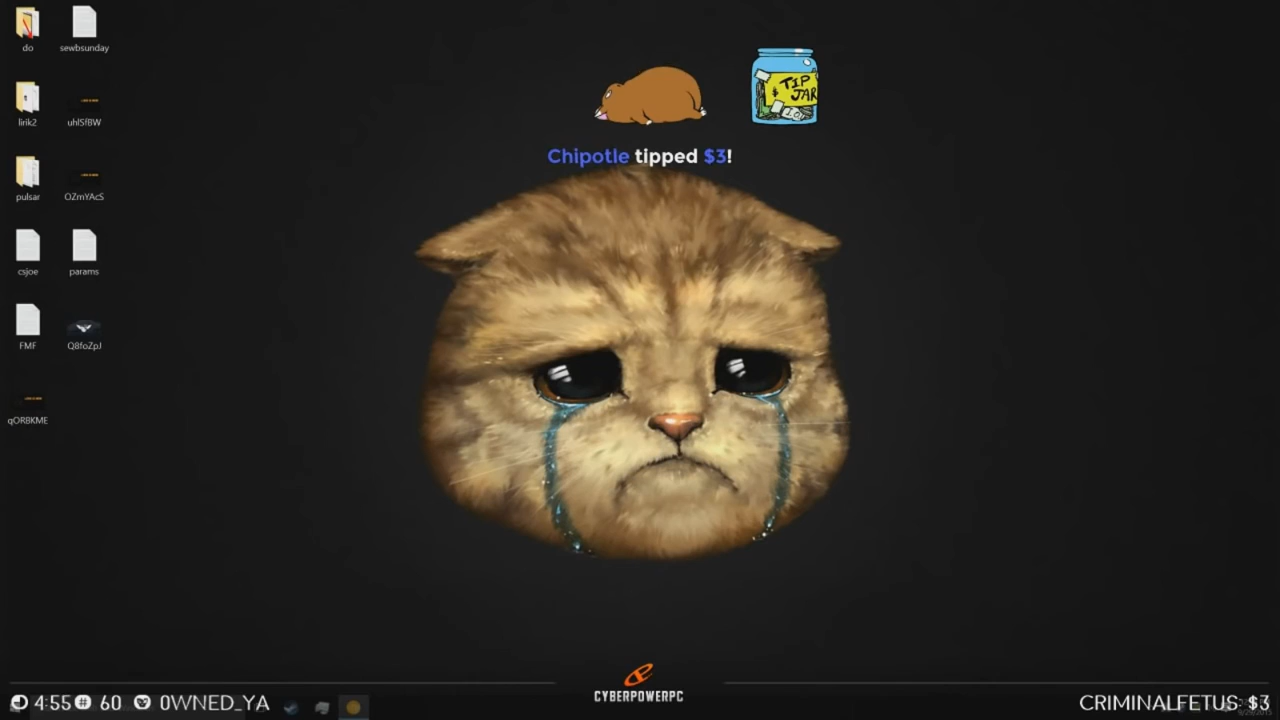 do
sewbsunday
lirik2
uhlSfBW
pulsar
OZmYAcS
csjoe
params
FMF
Q8foZpJ
qOR8KME
$ TIP
JAR
Chipotle tipped $3!
CYBERPOWERPC
4:55 # 60 0WNED_YA
CRIMINALFETUS: $3